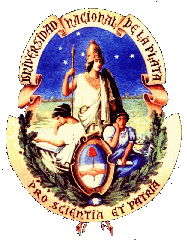 UNIVERSIDAD NACIONAL DE LA PLATA
PRO SCIENTIA ET PATRIA